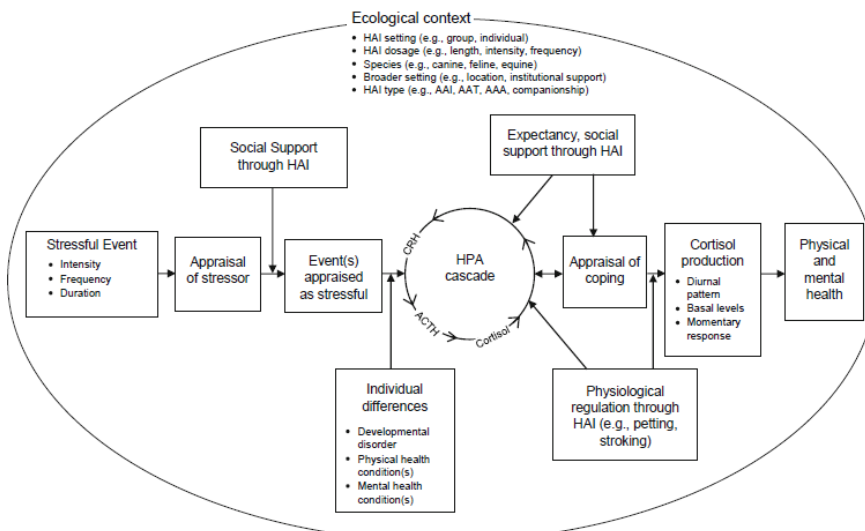 Ecological context
• HAI setting (e.g., group, individual)
• HAI dosage (e.g., length, intensity, frequency)
• Species (e.g., canine, feline, equine)
• Broader setting (e.g., location, institutional support)
• HAI type (e.g., AAI, AAT, AAA, companionship)
Social Support
through HAI
Expectancy, social
support through HAI
Stressful Event
• Intensity
• Frequency
• Duration
Appraisal
of stressor
Event(s)
appraised
as stressful
CRH
HPA
cascade
ACTH
Cortisol
Appraisal of
coping
Cortisol
production
• Diurnal
pattern
• Basal levels
• Momentary
response
Physical
and
mental
health
Individual
differences
• Developmental
disorder
• Physical health
condition(s)
• Mental health
condition(s)
Physiological
regulation through
HAI (e.g., petting,
stroking)